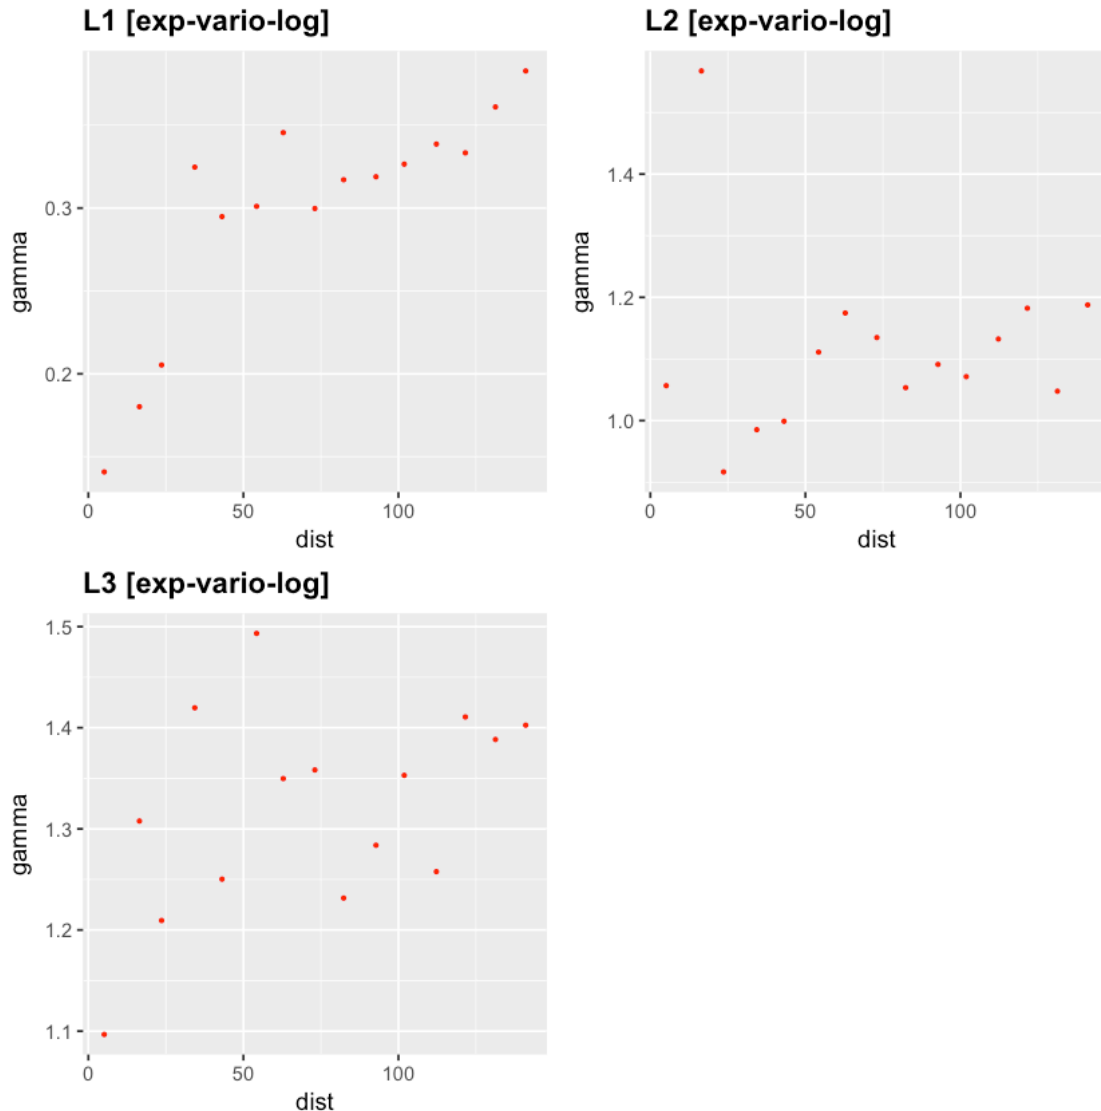 L1 [exp-vario-log]
gamma
0.3
0.2
0
50
100
dist
L2 [exp-vario-log]
gamma
1.4
1.2
1.0
0
50
100
dist
L3 [exp-vario-log]
gamma
1.5
1.4
1.3
1.2
1.1
0
50
100
dist